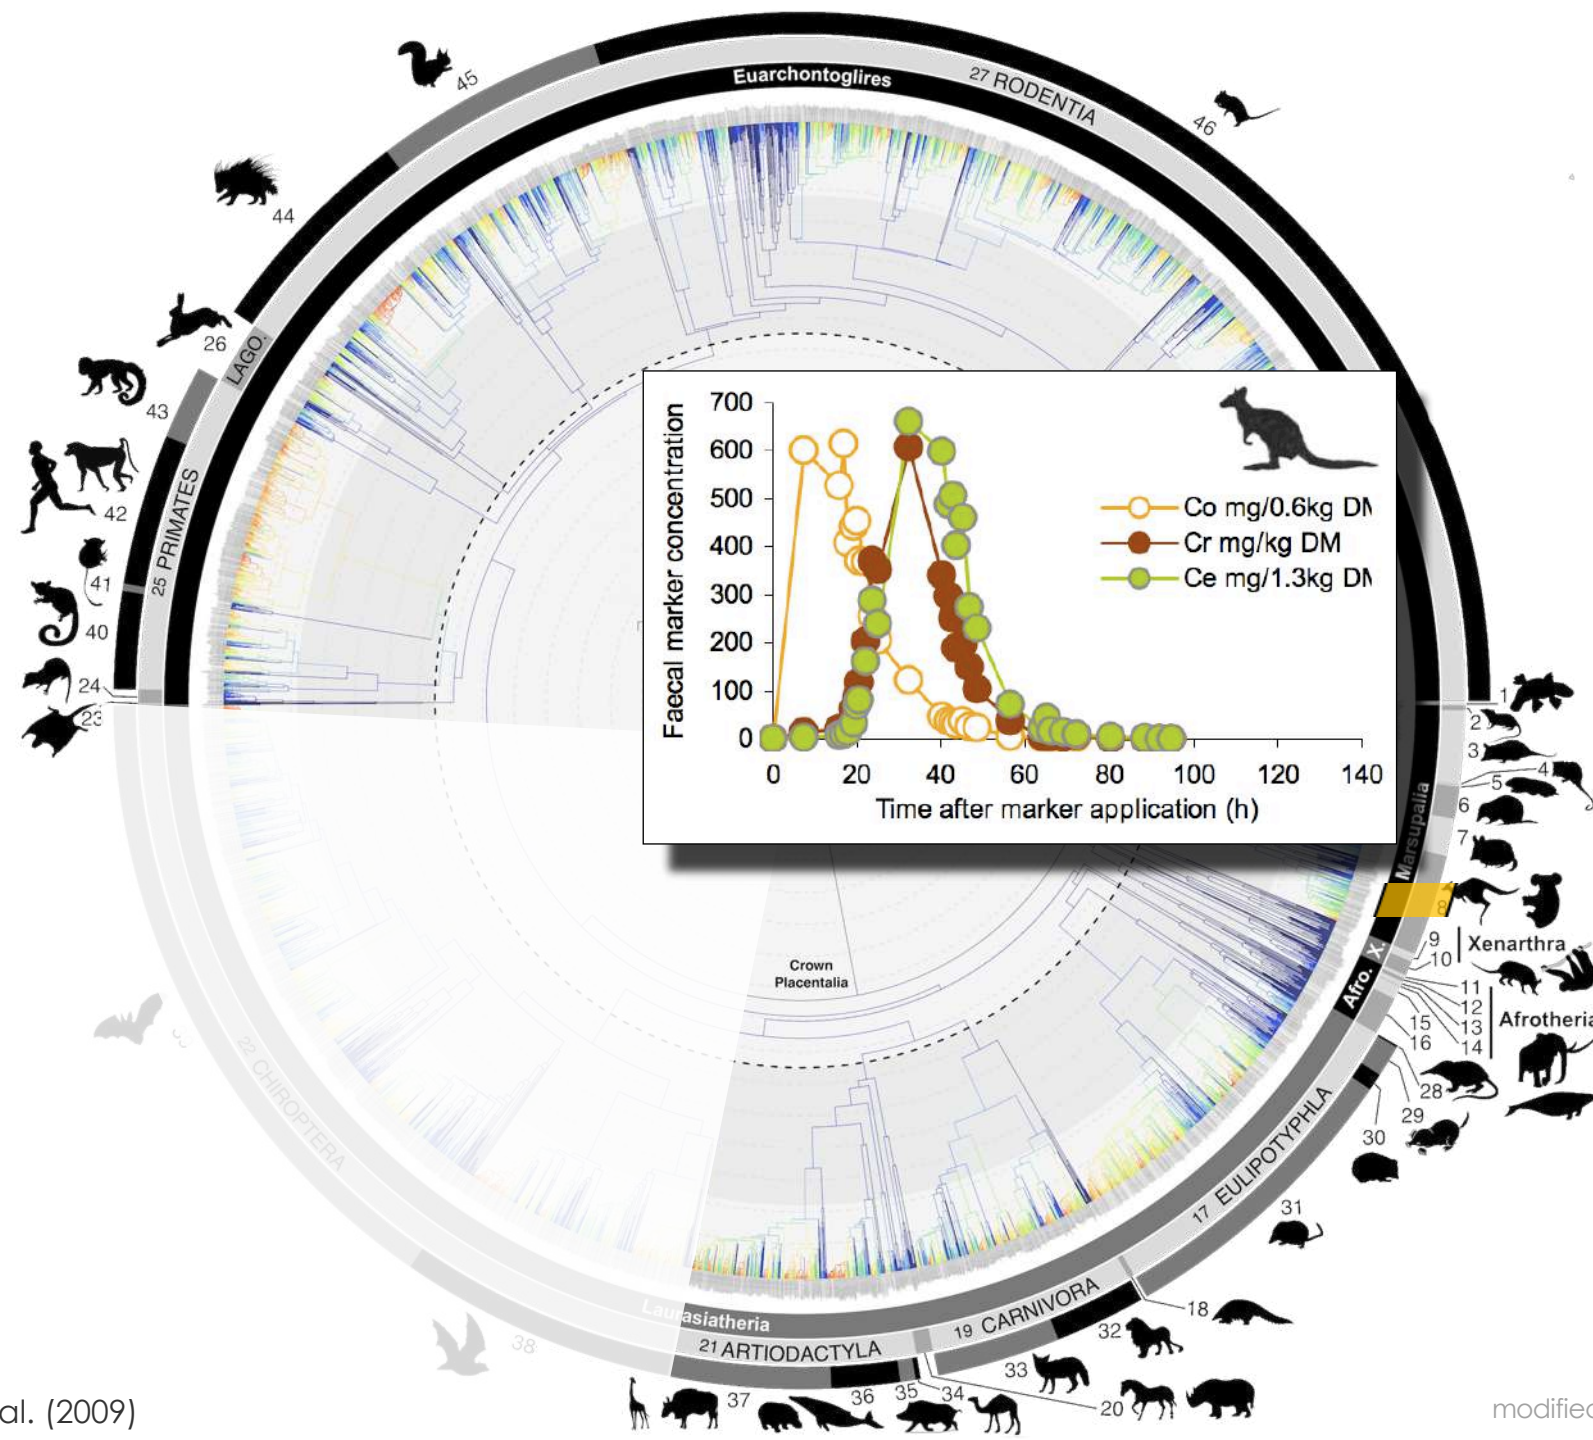 45
Euarchontoglires
27 RODENTIA
46
44
26
LAGO.
43
42
25 PRIMATES
41
40
24
23
700
600
500
400
300
200
100
0
Faecal marker concentration
Co mg/0.6kg DM
Cr mg/kg DM
Ce mg/1.3kg DM
0 20 40 60 80 100 120 140
Time after marker application (h)
1
2
3
4
5
6
7
Marsupalia
8
9
10
Xenarthra
X.
Afro.
11
12
13
14
15
16
Afrotheria
Crown
Placentalia
28
29
30
17 EULIPOTYPHLA
31
22 CHIROPTERA
18
19 CARNIVORA
32
33
Laurasiatheria
21 ARTIODACTYLA
38
37
36
35
34
20
al. (2009)
modified